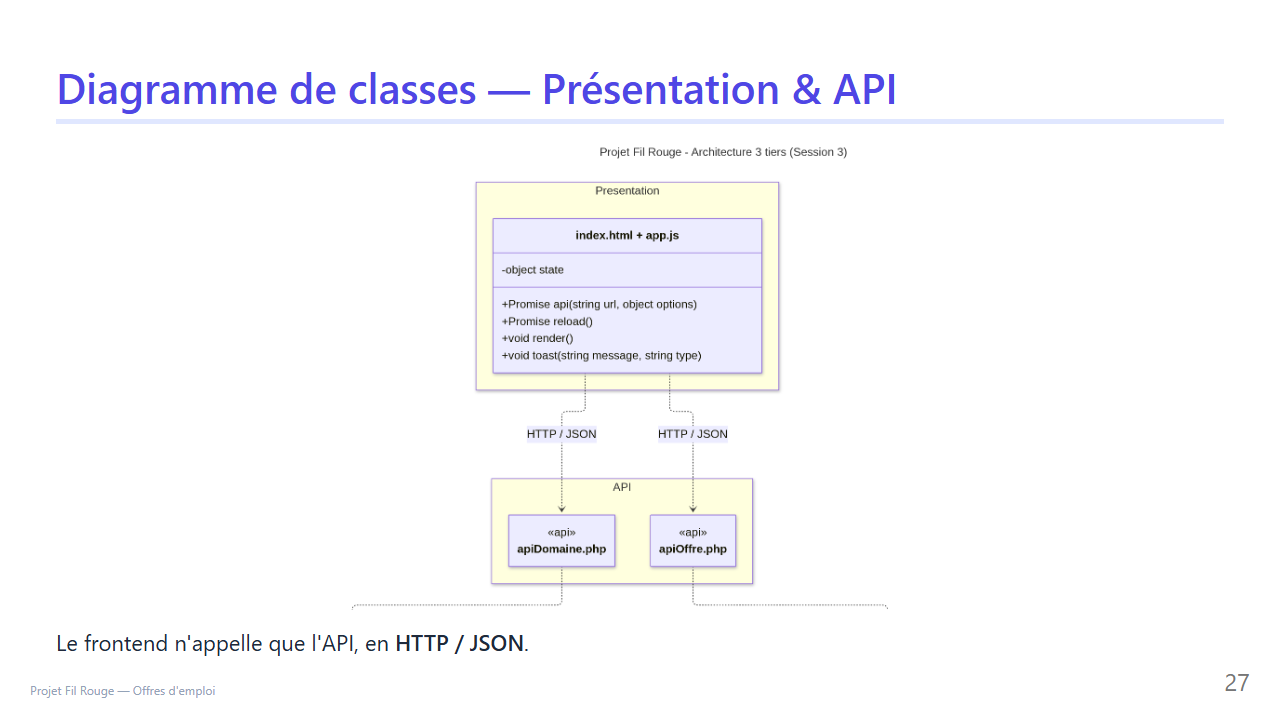 Diagramme de classes — Présentation & API
Projet Fil Rouge - Architecture 3 tiers (Session 3)
Presentation
index.html + app.js
-object state
+Promise api(string url, object options)
+Promise reload()
+void render()
+void toast(string message, string type)
HTTP / JSON
HTTP / JSON
API
«api»
apiDomaine.php
«api»
apiOffre.php
Le frontend n'appelle que l'API, en HTTP / JSON.
Projet Fil Rouge — Offres d'emploi
27